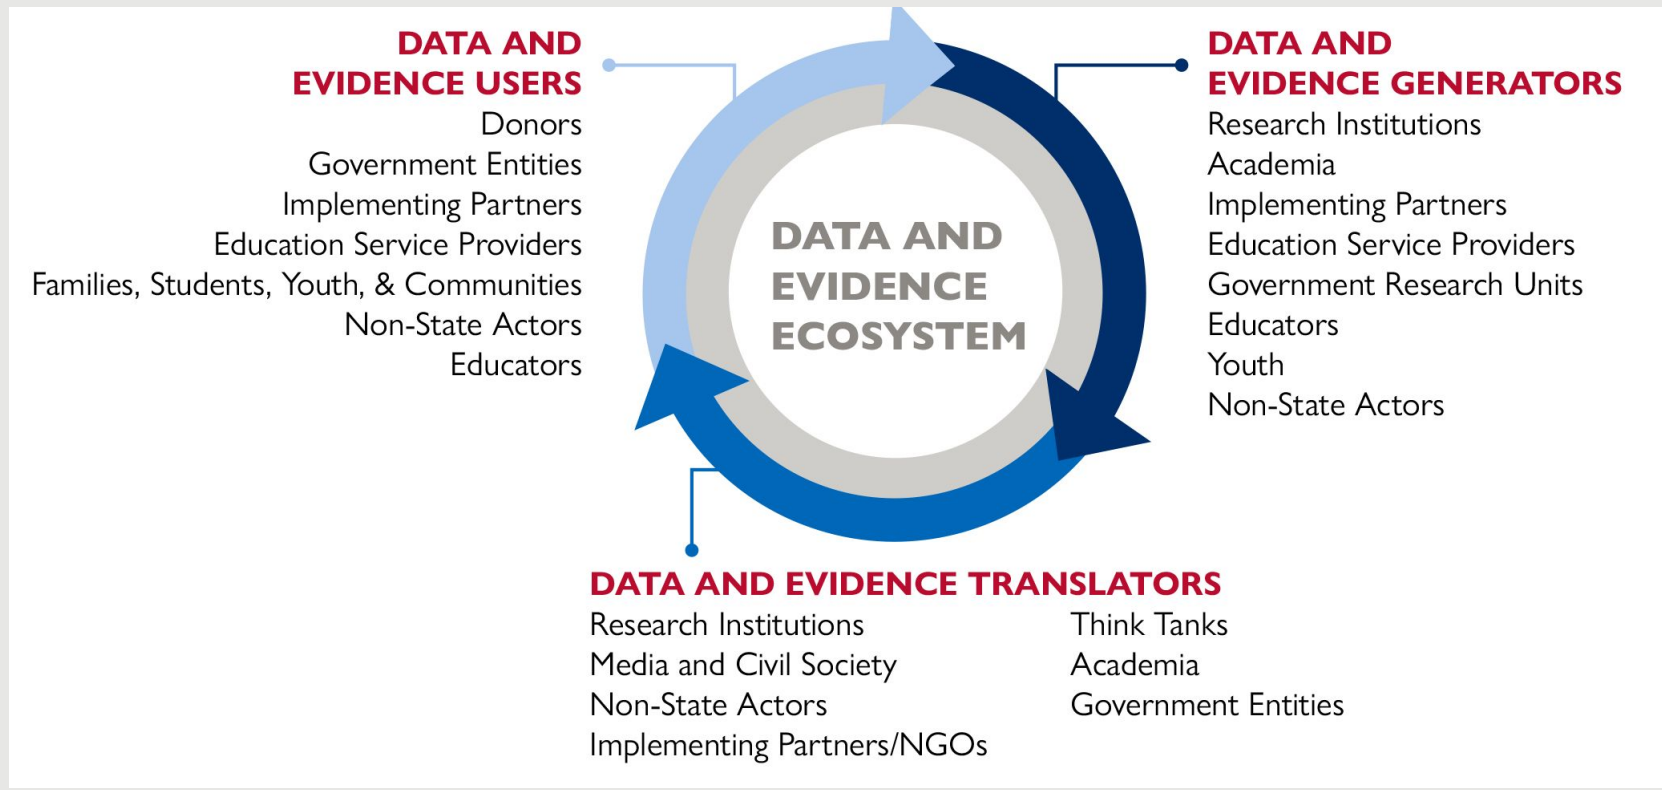 DATA AND
EVIDENCE USERS
Donors
Government Entities
Implementing Partners
Education Service Providers
Families, Students, Youth, & Communities
Non-State Actors
Educators
DATA AND
EVIDENCE
ECOSYSTEM
DATA AND
EVIDENCE GENERATORS
Research Institutions
Academia
Implementing Partners
Education Service Providers
Government Research Units
Educators
Youth
Non-State Actors
DATA AND EVIDENCE TRANSLATORS
Research Institutions
Media and Civil Society
Non-State Actors
Implementing Partners/NGOs
Think Tanks
Academia
Government Entities